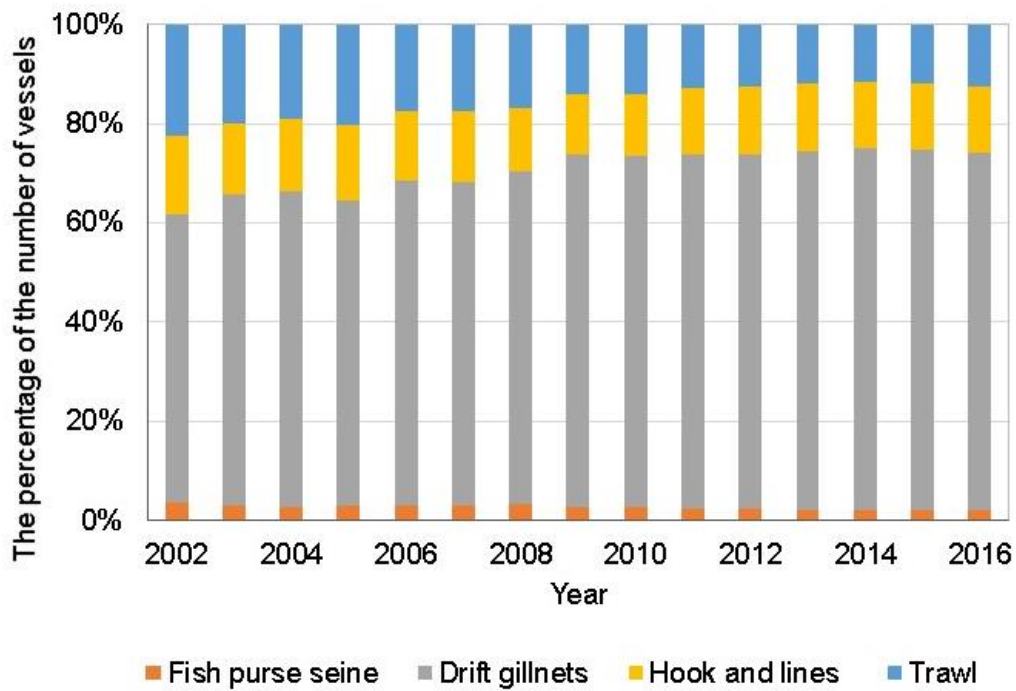 The percentage of the number of vessels
100%
80%
60%
40%
20%
0%
2002 2004 2006 2008 2010 2012 2014 2016
Year
Fish purse seine Drift gillnets Hook and lines Trawl